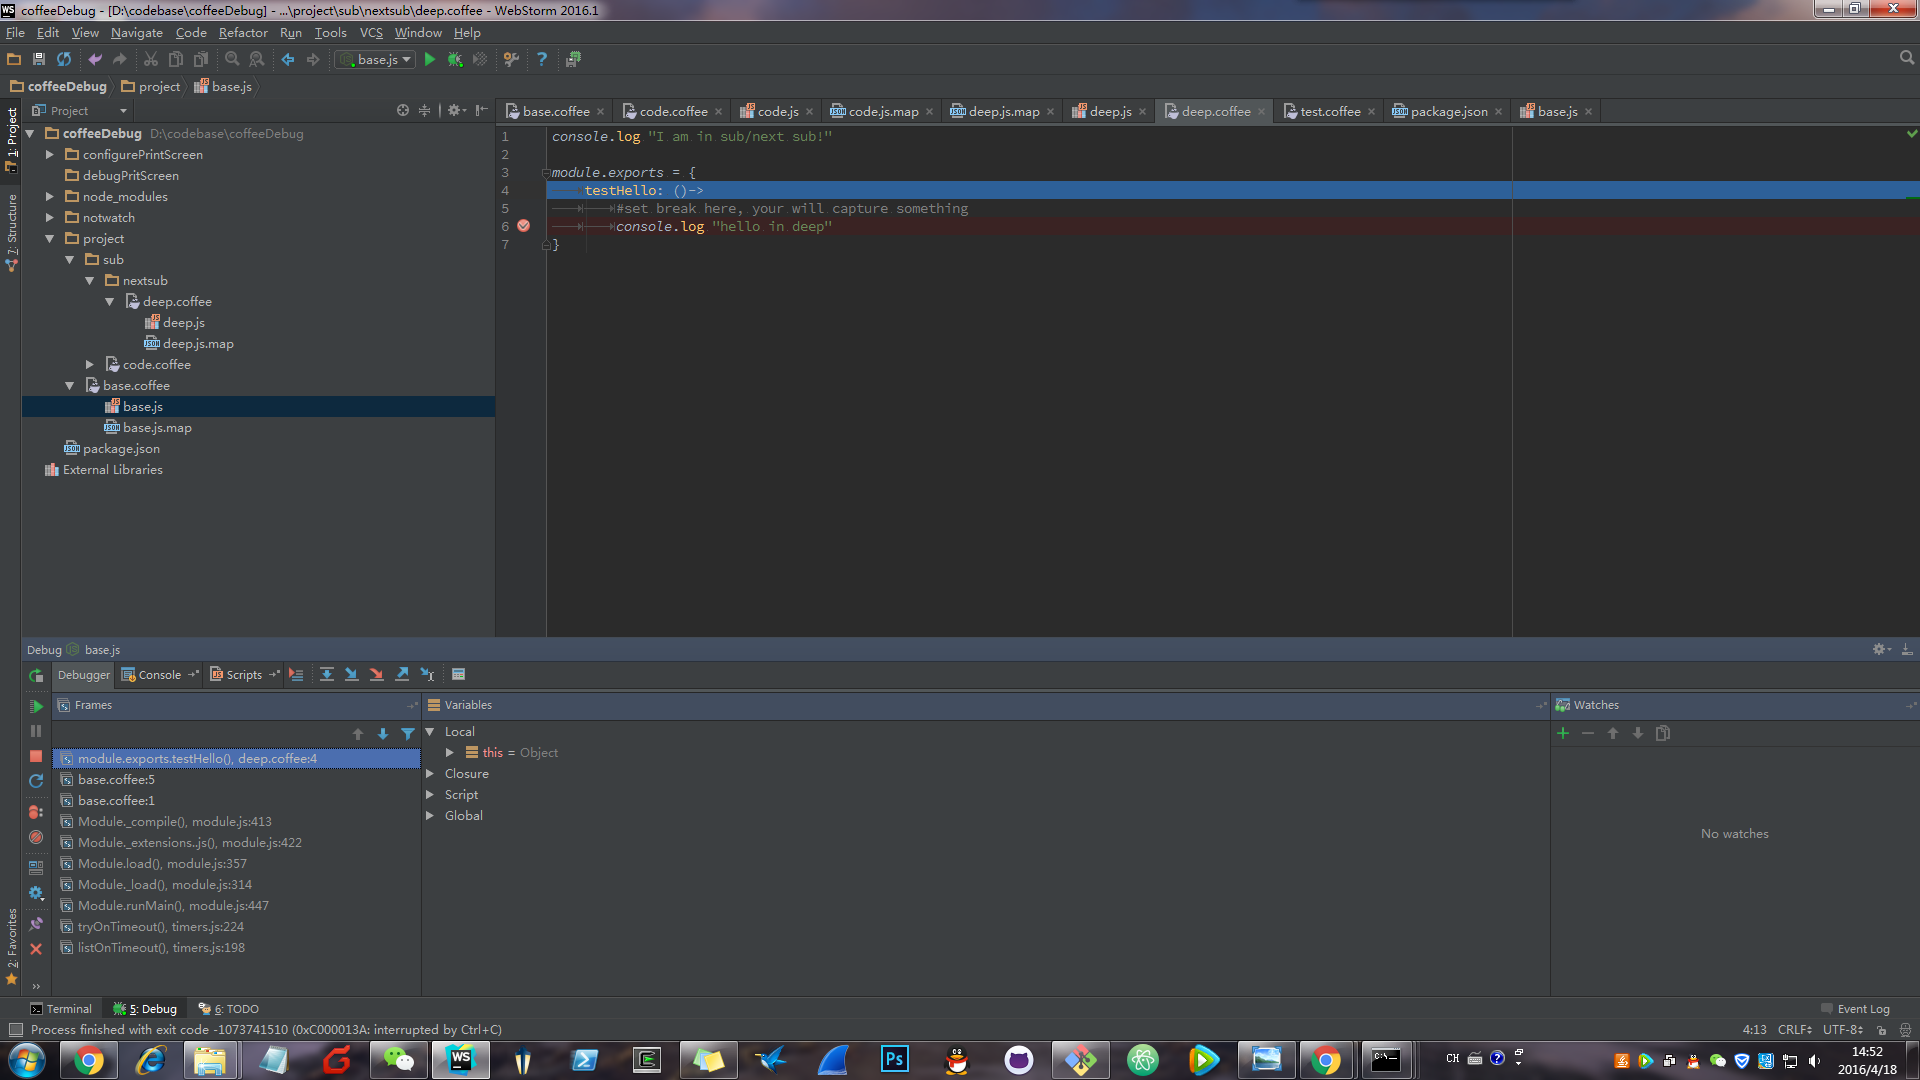 coffeeDebug - [D:\codebase\coffeeDebug] - ...\project\sub\nextsub\deep.coffee - WebStorm 2016.1
File Edit View Navigate Code Refactor Run Tools VCS Window Help
base.js
coffeeDebug project base.js
1: Project
7: Structure
2: Favorites
Project
coffeeDebug D:\codebase\coffeeDebug
configurePrintScreen
debugPritScreen
node_modules
notwatch
project
sub
nextsub
deep.coffee
deep.js
deep.js.map
code.coffee
base.coffee
base.js
base.js.map
package.json
External Libraries
base.coffee code.coffee code.js code.js.map deep.js.map deep.js deep.coffee test.coffee package.json base.js
1 console.log "I am in sub/next sub!"
2
3 module.exports = {
4 testHello: ()->
5 #set break here, your will capture something
6 console.log "hello in deep"
7 }
Debug base.js
Debugger Console Scripts
Frames
module.exports.testHello(), deep.coffee:4
base.coffee:5
base.coffee:1
Module._compile(), module.js:413
Module._extensions..js(), module.js:422
Module.load(), module.js:357
Module._load(), module.js:314
Module.runMain(), module.js:447
tryOnTimeout(), timers.js:224
listOnTimeout(), timers.js:198
Variables
Local
this = Object
Closure
Script
Global
Watches
No watches
Terminal 5: Debug 6: TODO Event Log
Process finished with exit code -1073741510 (0xC000013A: interrupted by Ctrl+C) 4:13 CRLF UTF-8
WS Ps CH 14:52
2016/4/18